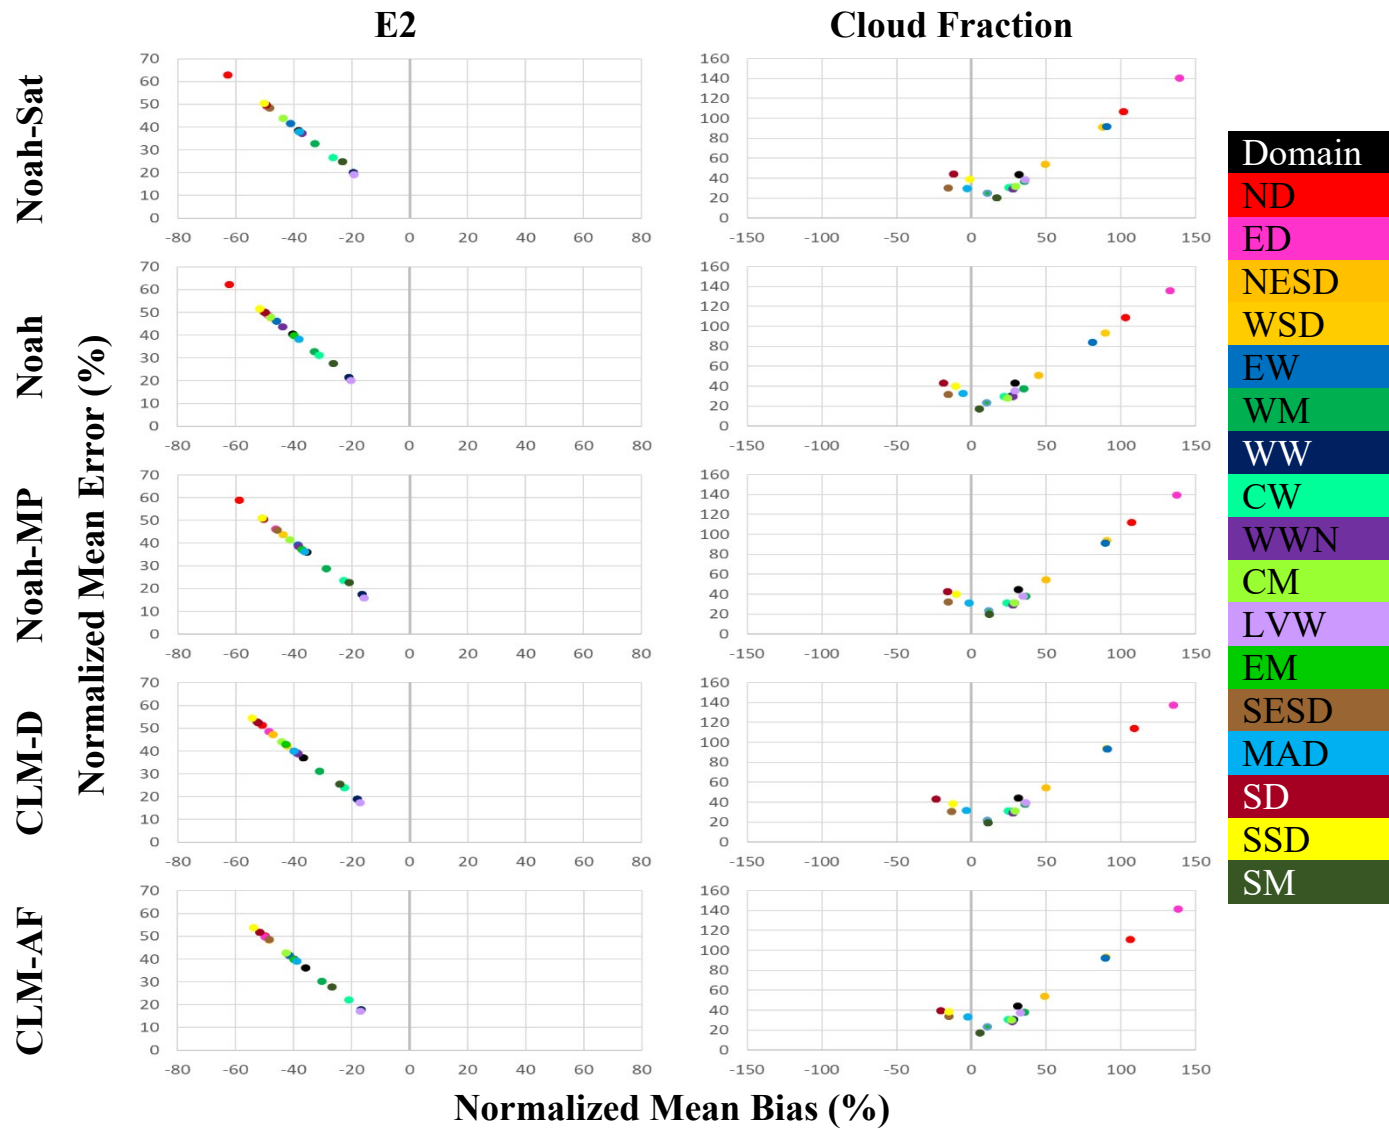 E2
Cloud Fraction
Normalized Mean Error (%)
Noah-Sat
70
60
50
40
30
20
10
0
-80 -60 -40 -20 0 20 40 60 80
160
140
120
100
80
60
40
20
0
-150 -100 -50 0 50 100 150
Noah
70
60
50
40
30
20
10
0
-80 -60 -40 -20 0 20 40 60 80
160
140
120
100
80
60
40
20
0
-150 -100 -50 0 50 100 150
Noah-MP
70
60
50
40
30
20
10
0
-80 -60 -40 -20 0 20 40 60 80
160
140
120
100
80
60
40
20
0
-150 -100 -50 0 50 100 150
CLM-D
70
60
50
40
30
20
10
0
-80 -60 -40 -20 0 20 40 60 80
160
140
120
100
80
60
40
20
0
-150 -100 -50 0 50 100 150
CLM-AF
70
60
50
40
30
20
10
0
-80 -60 -40 -20 0 20 40 60 80
160
140
120
100
80
60
40
20
0
-150 -100 -50 0 50 100 150
Normalized Mean Bias (%)
Domain
ND
ED
NESD
WSD
EW
WM
WW
CW
WWN
CM
LVW
EM
SESD
MAD
SD
SSD
SM